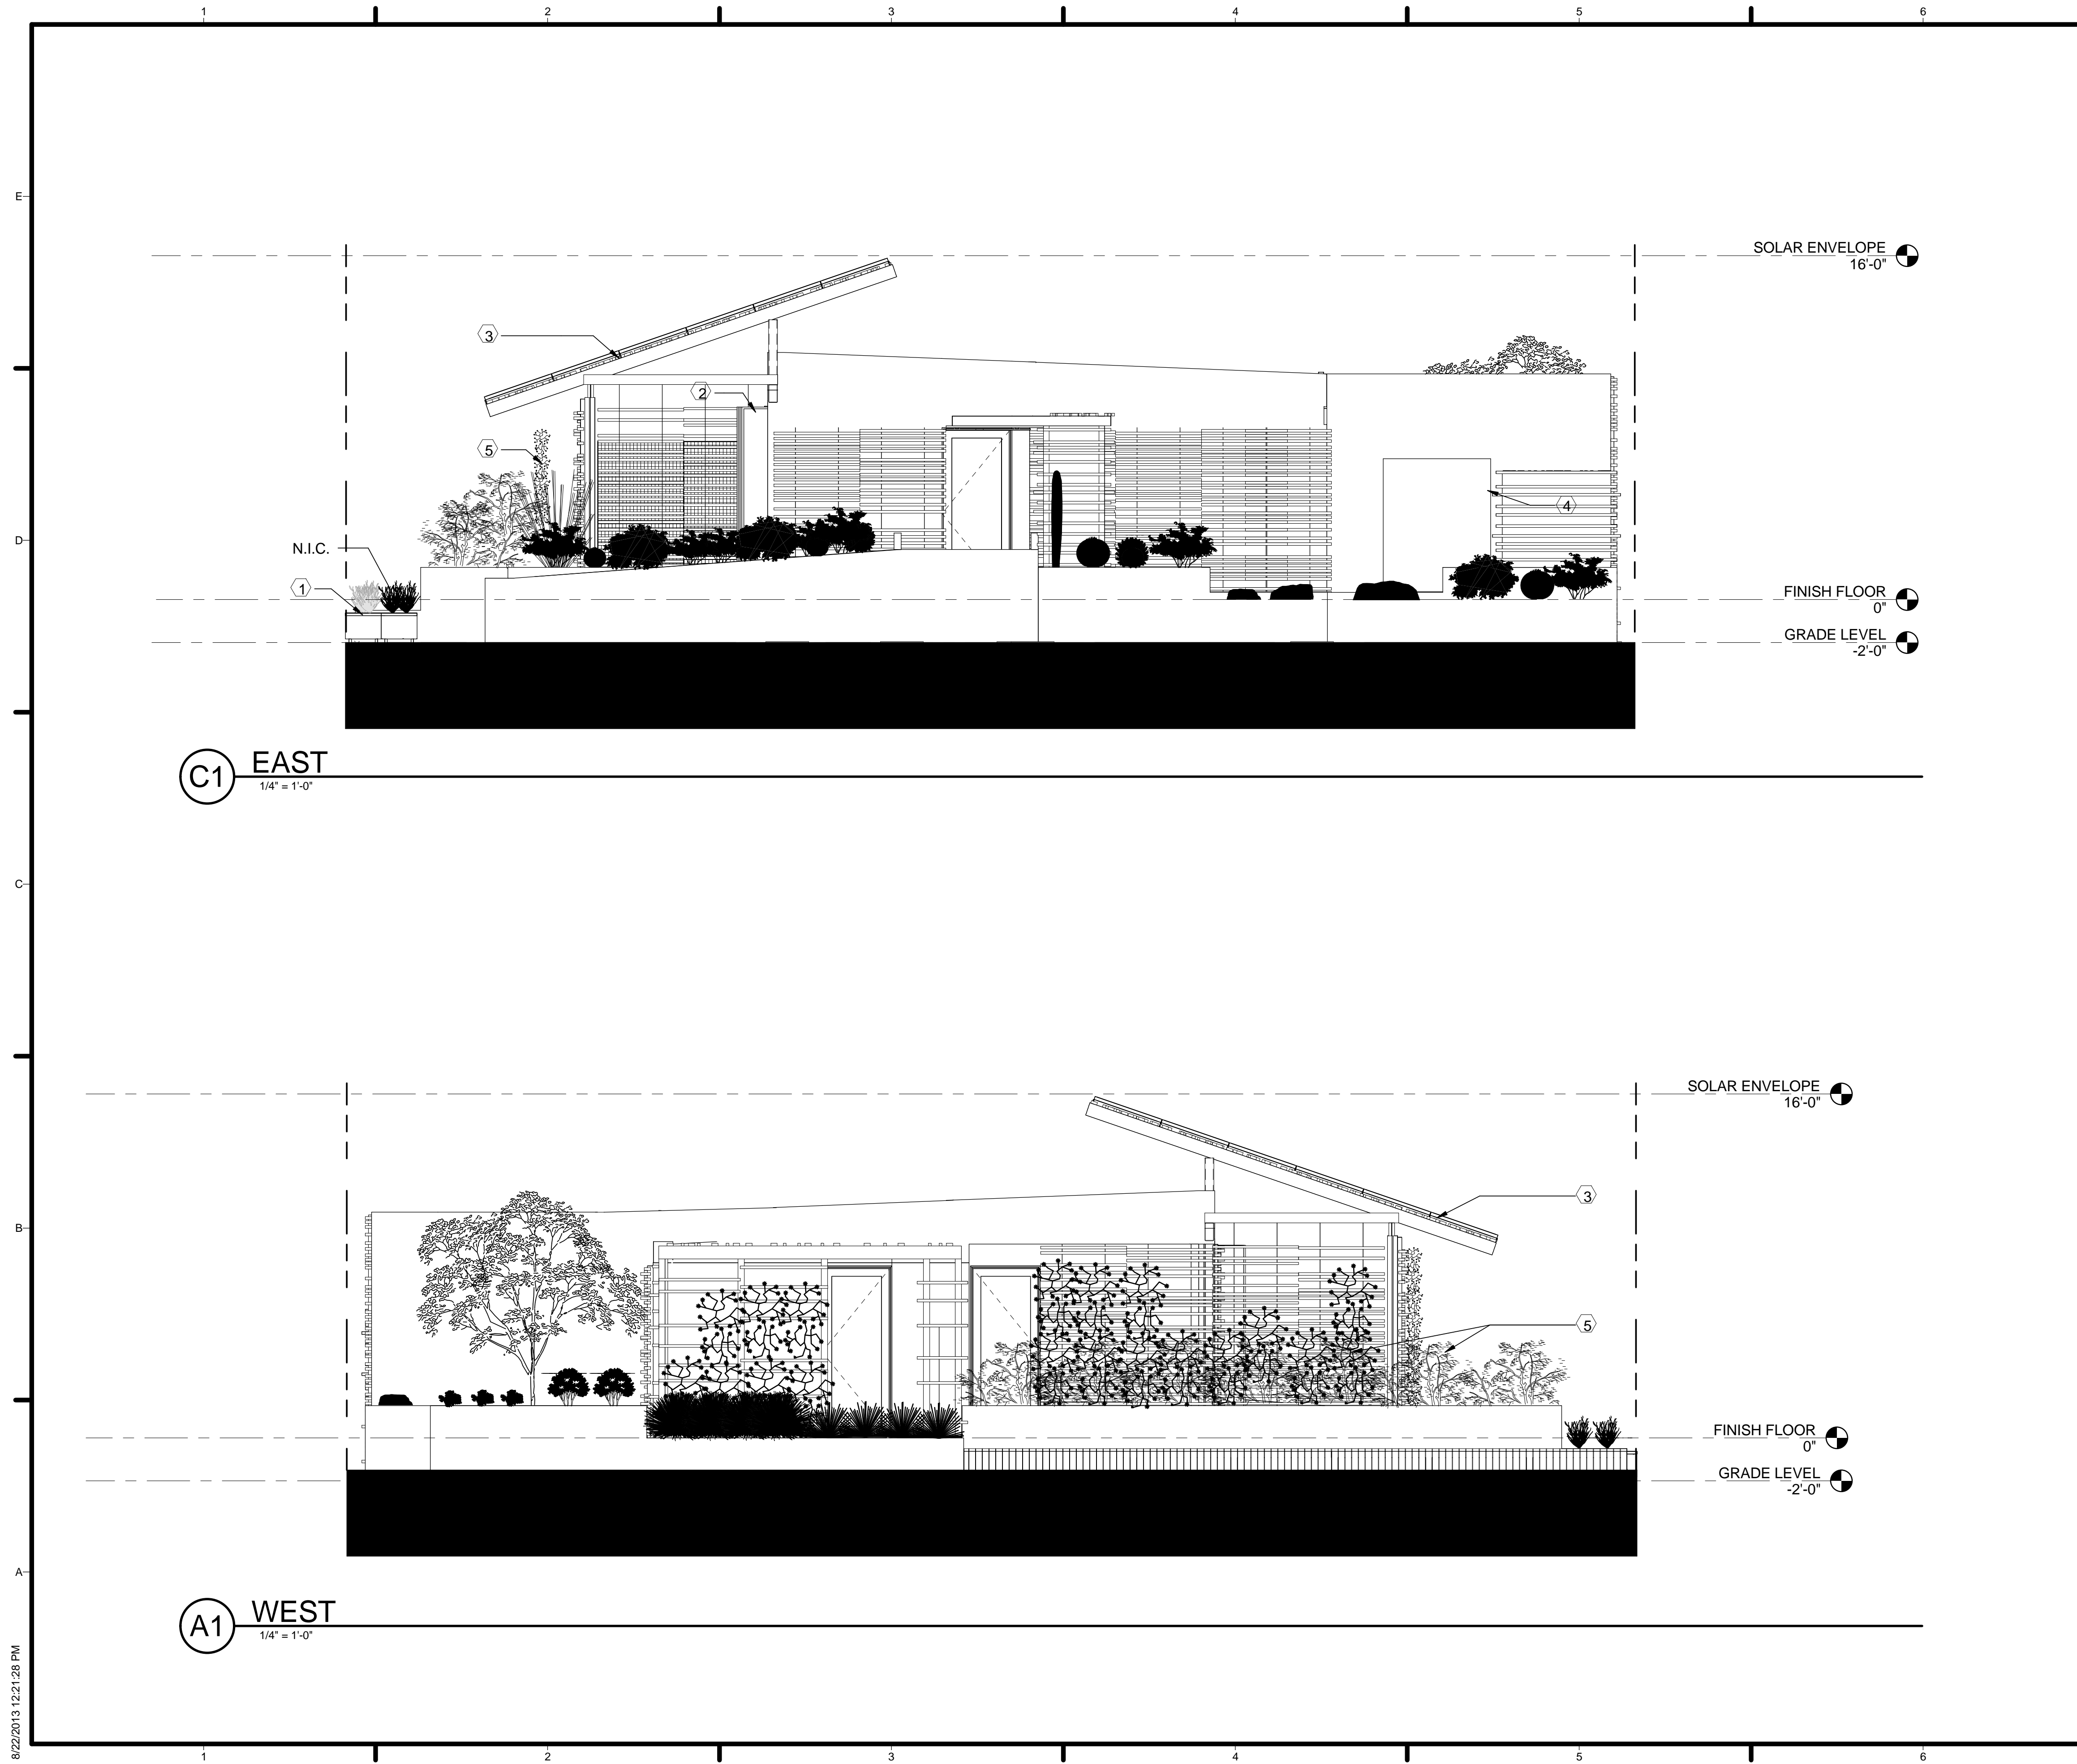 1 2 3 4 5 6
E
SOLAR ENVELOPE
16'-0"
3
2
5
4
D
N.I.C.
1
FINISH FLOOR
0"
GRADE LEVEL
-2'-0"
C1 EAST
1/4" = 1'-0"
C
SOLAR ENVELOPE
16'-0"
3
B
5
FINISH FLOOR
0"
GRADE LEVEL
-2'-0"
A
A1 WEST
1/4" = 1'-0"
8/22/2013 12:21:28 PM
1 2 3 4 5 6